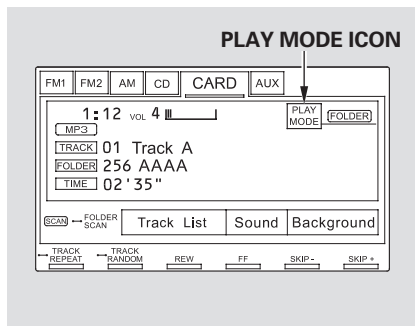 PLAY MODE ICON
FM1 FM2 AM CD CARD AUX
1:12 VOL 4 PLAY MODE FOLDER
MP3
TRACK 01 Track A
FOLDER 256 AAAA
TIME 02'35"
SCAN FOLDER SCAN Track List Sound Background
TRACK REPEAT TRACK RANDOM REW FF SKIP- SKIP+